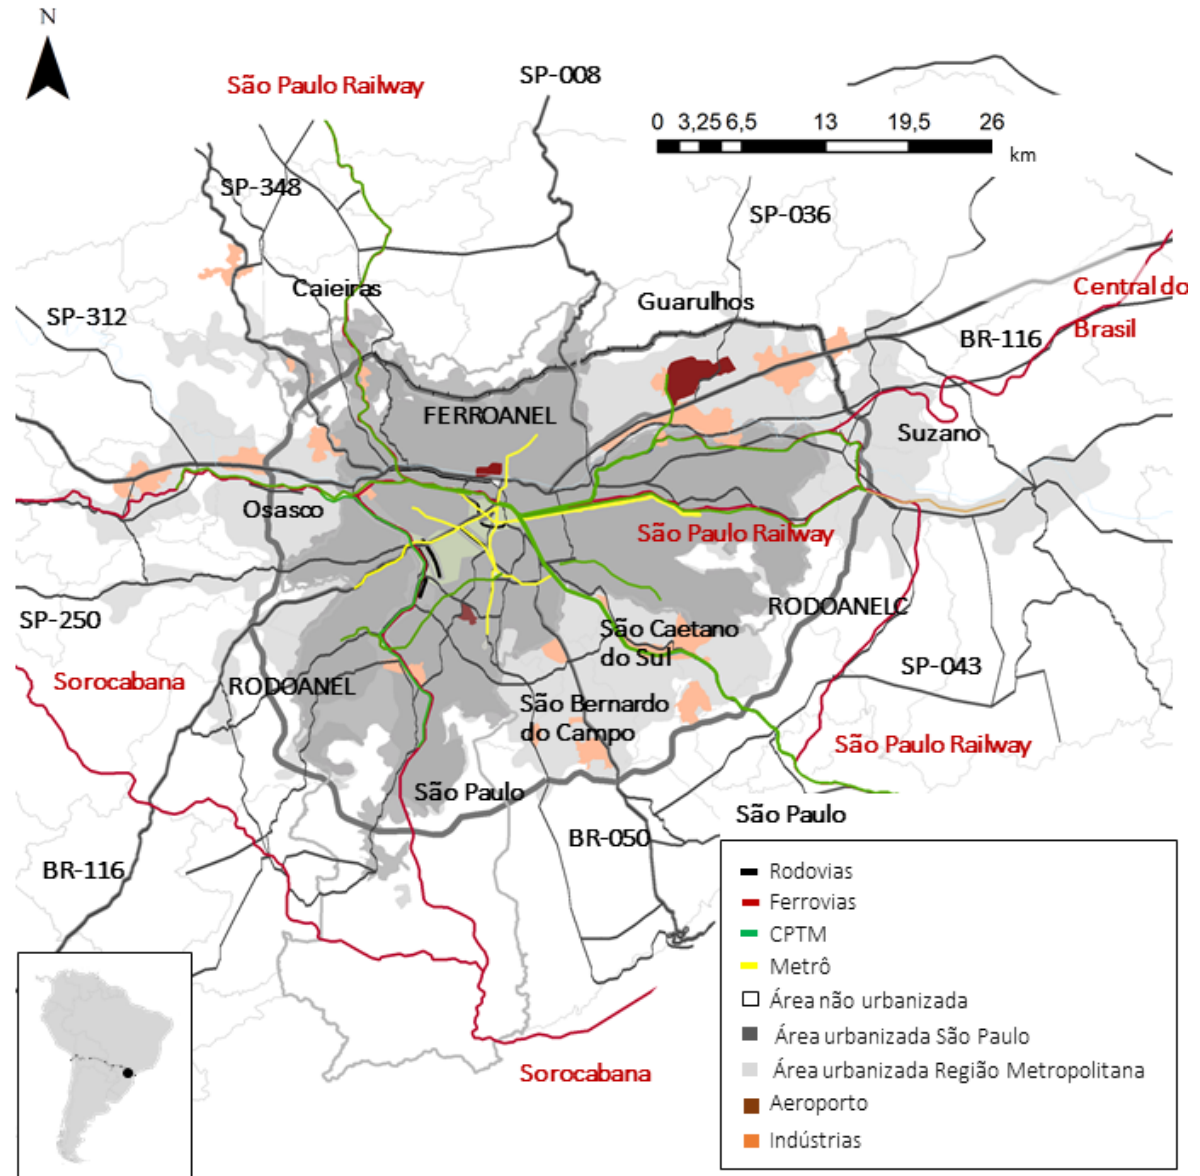 N
São Paulo Railway
SP-008
0 3,25 6,5 13 19,5 26
km
SP-348
SP-036
Caieiras
Guarulhos
Central do
Brasil
SP-312
BR-116
FERROANEL
Suzano
Osasco
São Paulo Railway
SP-250
RODOANELC
São Caetano
do Sul
SP-043
Sorocabana
RODOANEL
São Bernardo
do Campo
São Paulo Railway
São Paulo
São Paulo
BR-050
BR-116
Rodovias
Ferrovias
CPTM
Metrô
Área não urbanizada
Área urbanizada São Paulo
Área urbanizada Região Metropolitana
Aeroporto
Indústrias
Sorocabana